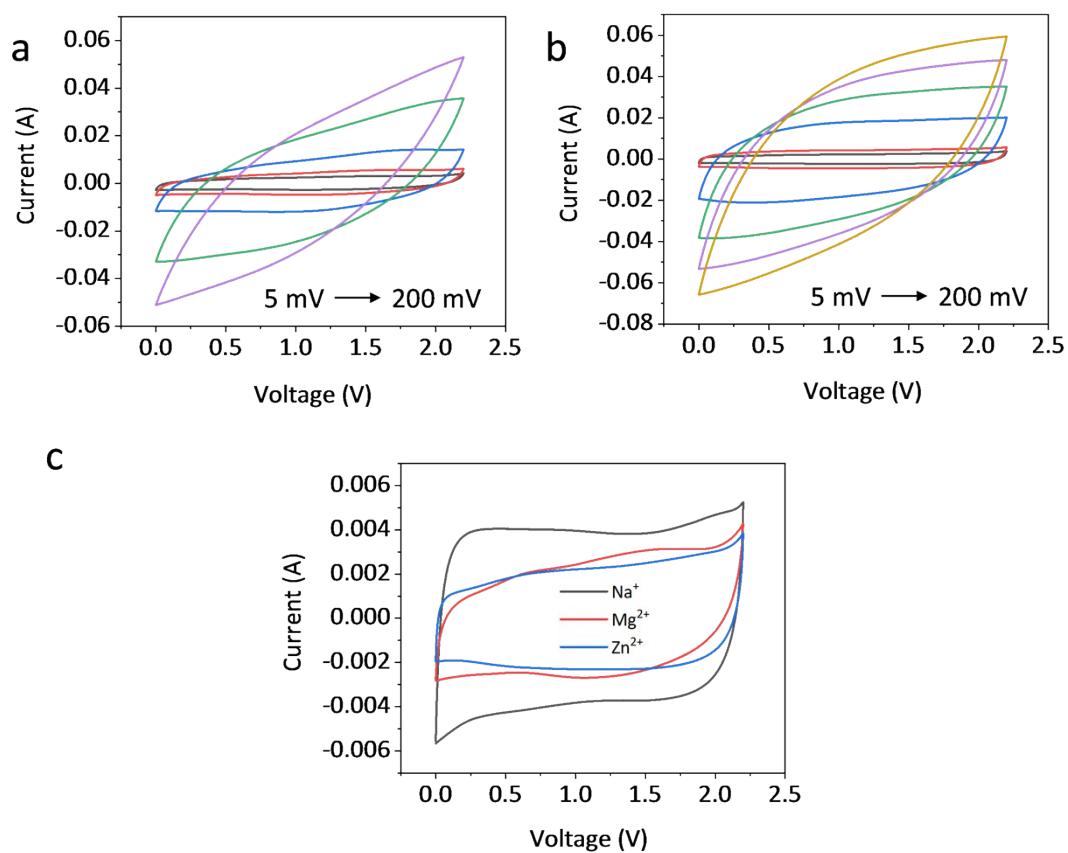 a
0.06
0.04
0.02
0.00
-0.02
-0.04
-0.06
Current (A)
5 mV → 200 mV
0.0 0.5 1.0 1.5 2.0 2.5
Voltage (V)
b
0.06
0.04
0.02
0.00
-0.02
-0.04
-0.06
-0.08
Current (A)
5 mV → 200 mV
0.0 0.5 1.0 1.5 2.0 2.5
Voltage (V)
c
0.006
0.004
0.002
0.000
-0.002
-0.004
-0.006
Current (A)
Na⁺
Mg²⁺
Zn²⁺
0.0 0.5 1.0 1.5 2.0 2.5
Voltage (V)